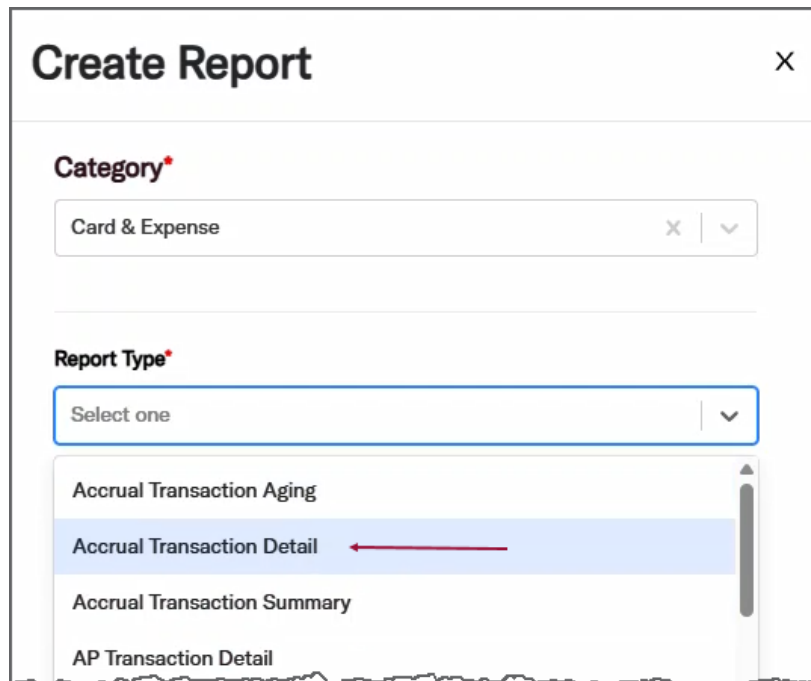 Create Report
X
Category*
Card & Expense
Report Type*
Select one
Accrual Transaction Aging
Accrual Transaction Detail
Accrual Transaction Summary
AP Transaction Detail